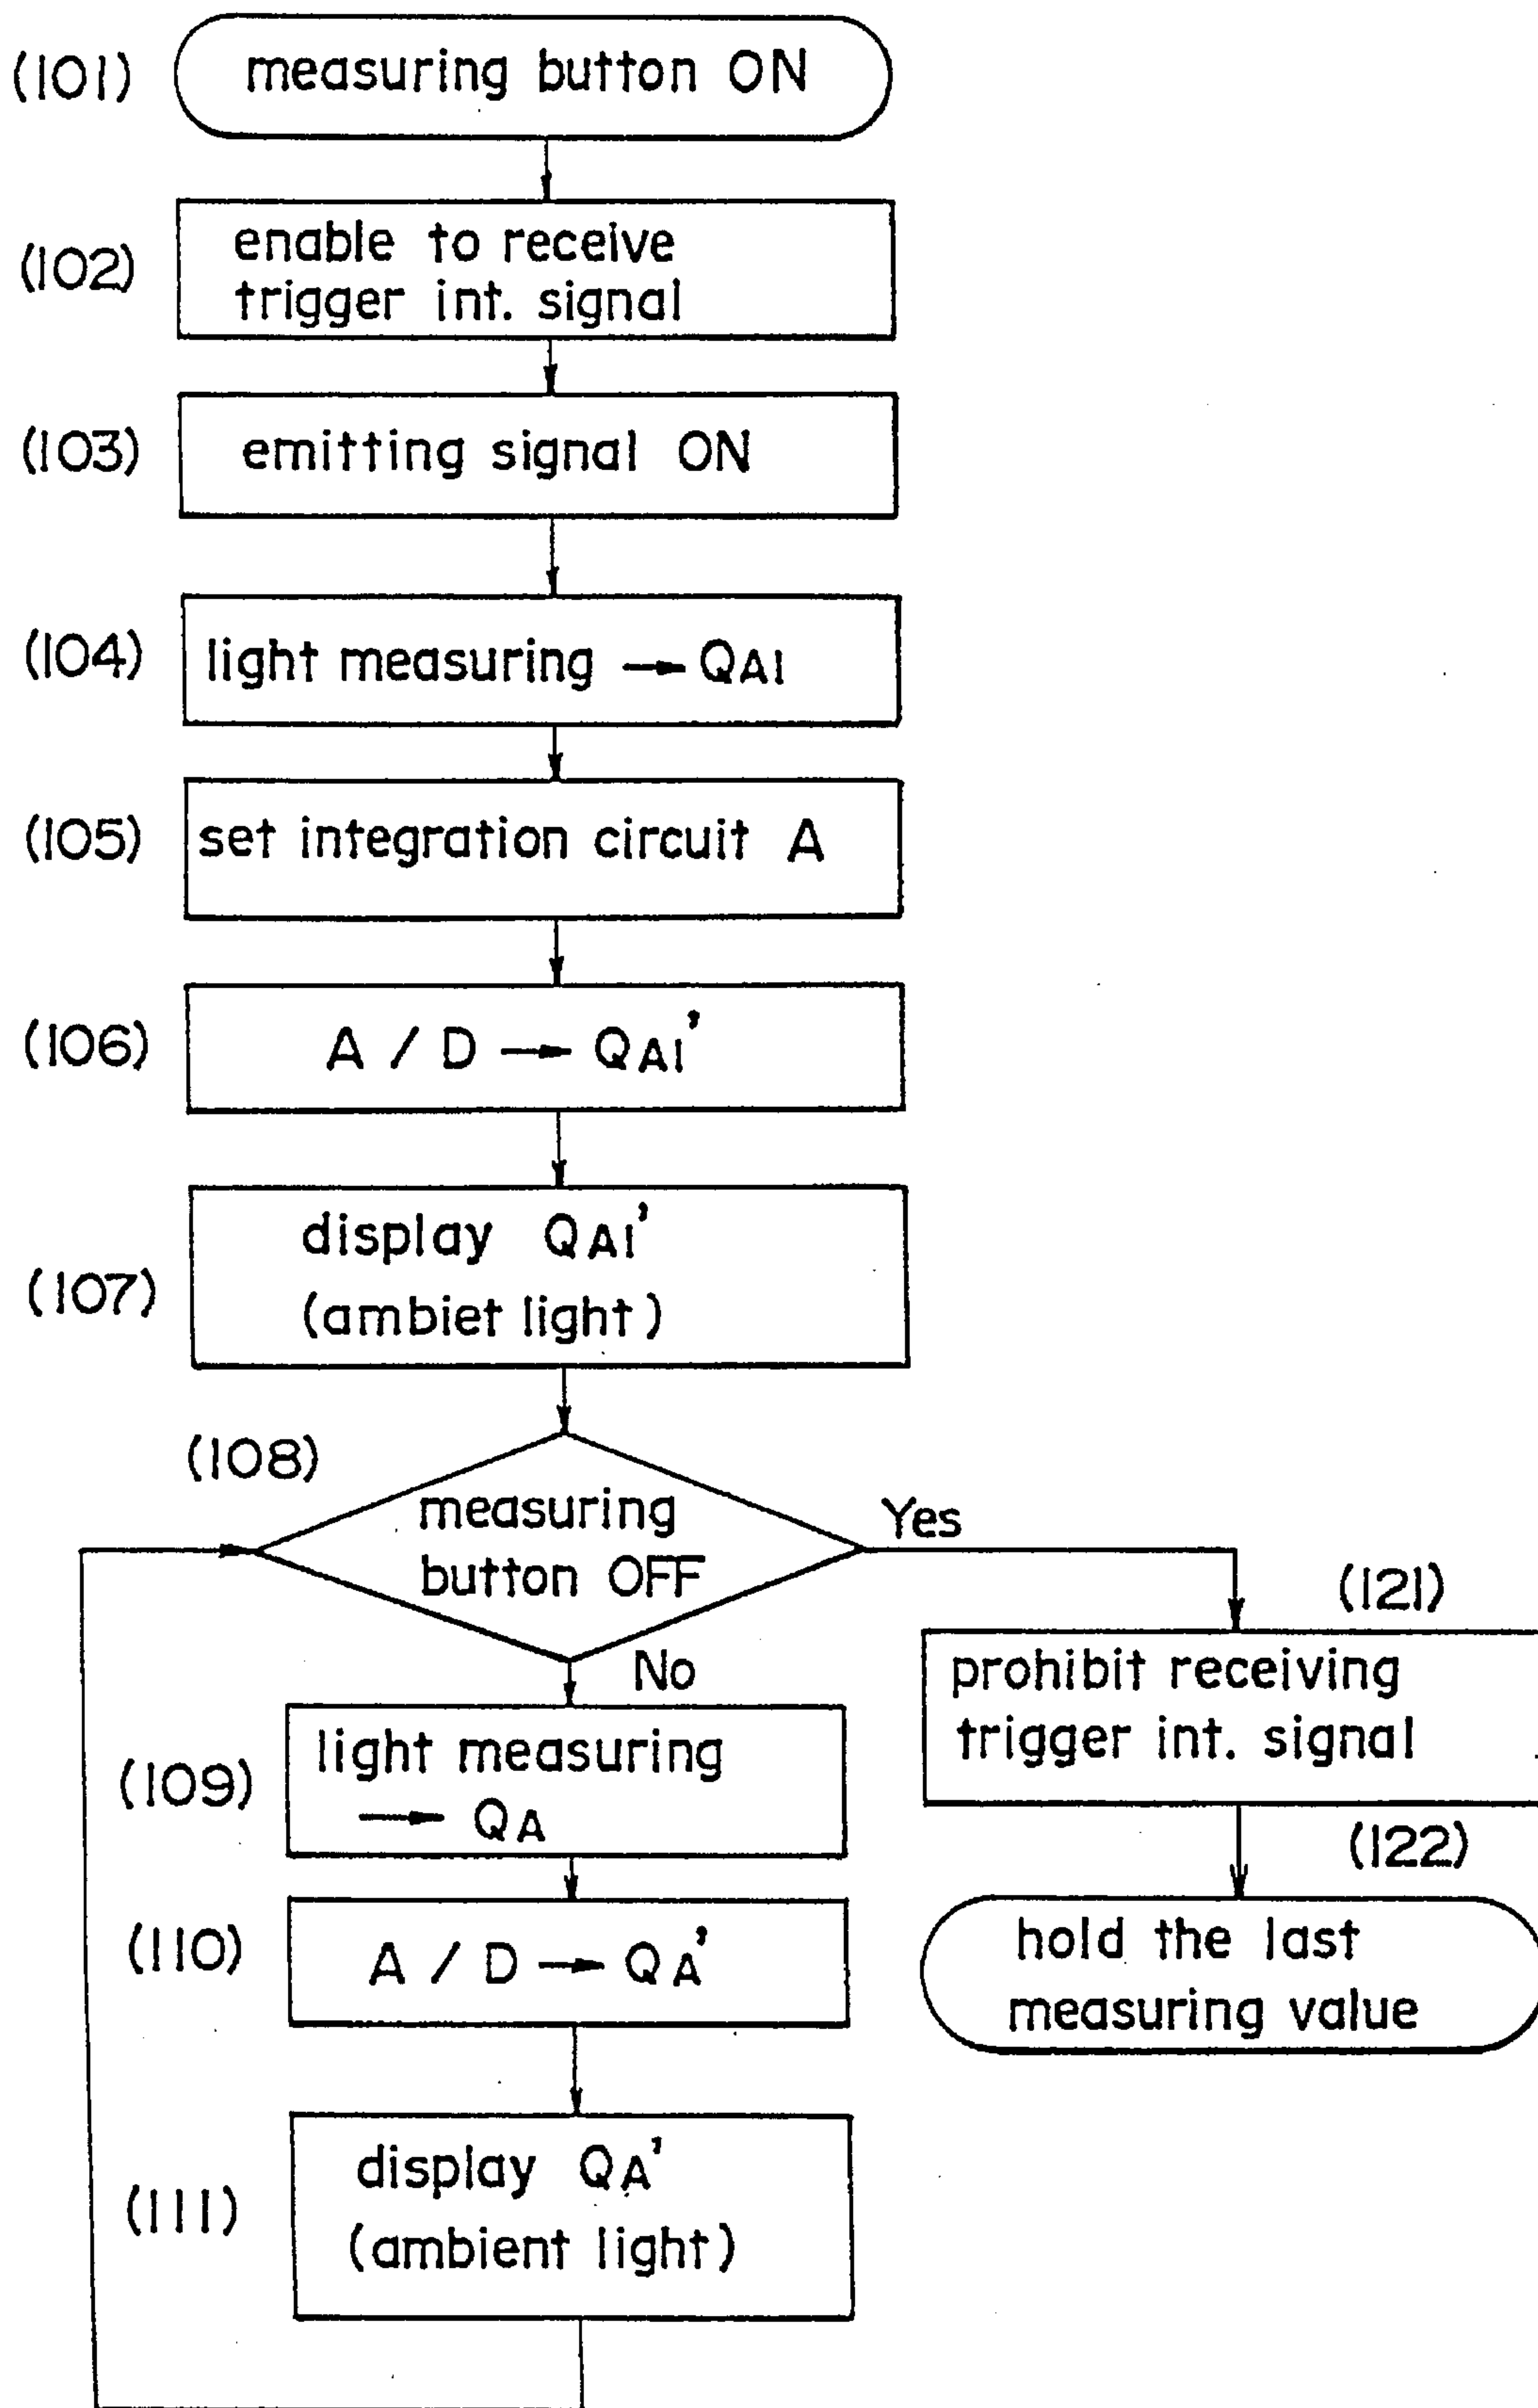 (101) measuring button ON
(102) enable to receive
trigger int. signal
(103) emitting signal ON
(104) light measuring → QA1
(105) set integration circuit A
(106) A / D → QA1'
(107) display QA1'
(ambiet light)
(108) measuring
button OFF
Yes
No
(109) light measuring
→ QA
(110) A / D → QA'
(111) display QA'
(ambient light)
(121) prohibit receiving
trigger int. signal
(122) hold the last
measuring value